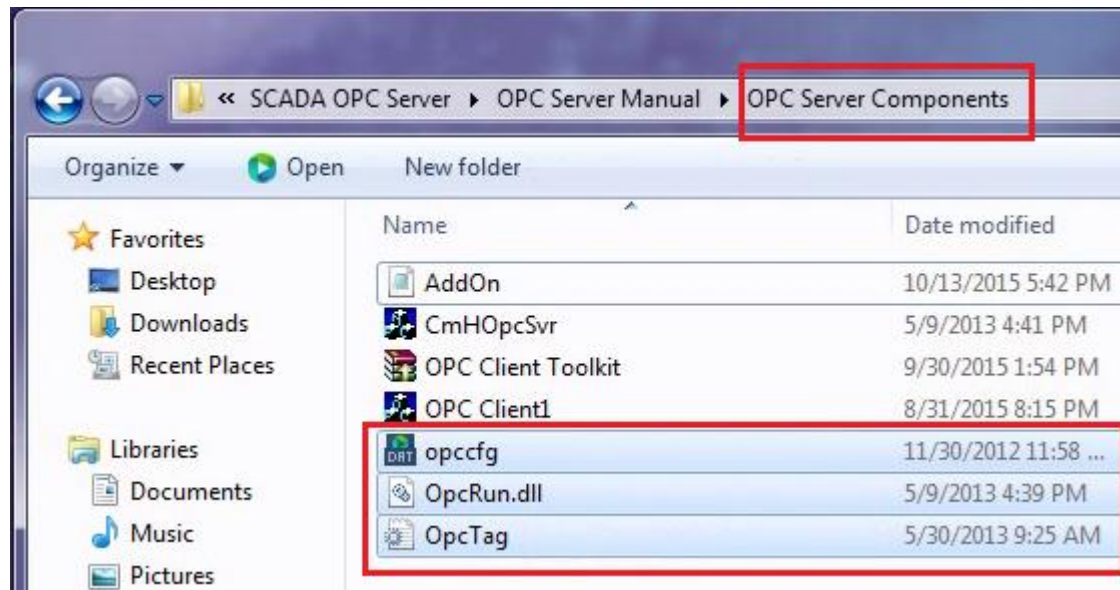 « SCADA OPC Server ▸ OPC Server Manual ▸ OPC Server Components
Organize ▾ Open New folder
Name Date modified
Favorites
Desktop
Downloads
Recent Places
Libraries
Documents
Music
Pictures
AddOn 10/13/2015 5:42 PM
CmHOpcSvr 5/9/2013 4:41 PM
OPC Client Toolkit 9/30/2015 1:54 PM
OPC Client1 8/31/2015 8:15 PM
DAT opccfg 11/30/2012 11:58 ...
OpcRun.dll 5/9/2013 4:39 PM
OpcTag 5/30/2013 9:25 AM